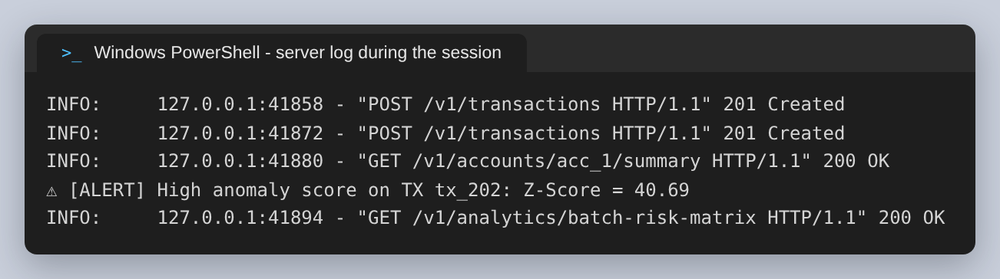 >_ Windows PowerShell - server log during the session
INFO:     127.0.0.1:41858 - "POST /v1/transactions HTTP/1.1" 201 Created
INFO:     127.0.0.1:41872 - "POST /v1/transactions HTTP/1.1" 201 Created
INFO:     127.0.0.1:41880 - "GET /v1/accounts/acc_1/summary HTTP/1.1" 200 OK
⚠ [ALERT] High anomaly score on TX tx_202: Z-Score = 40.69
INFO:     127.0.0.1:41894 - "GET /v1/analytics/batch-risk-matrix HTTP/1.1" 200 OK